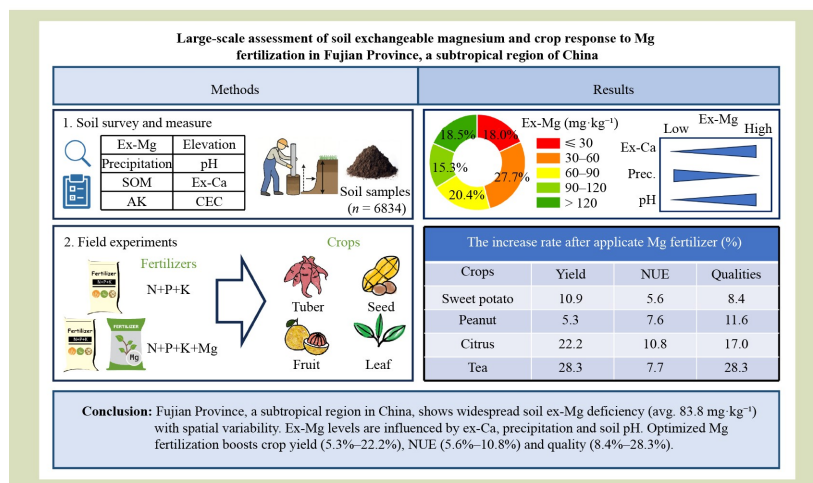 Large-scale assessment of soil exchangeable magnesium and crop response to Mg
fertilization in Fujian Province, a subtropical region of China
Methods
Results
1. Soil survey and measure
Ex-Mg Elevation
Precipitation pH
SOM Ex-Ca
AK CEC
Soil samples
(n = 6834)
18.5% 18.0%
15.3% 27.7%
20.4%
Ex-Mg (mg·kg⁻¹)
≤ 30
30–60
60–90
90–120
> 120
Ex-Mg
Low High
Ex-Ca
Prec.
pH
2. Field experiments
Fertilizers
Fertilizer
N+P+K
N+P+K
Fertilizer
N+P+K
FERTILIZER
Mg
N+P+K+Mg
Crops
Tuber
Seed
Fruit
Leaf
The increase rate after applicate Mg fertilizer (%)
Crops Yield NUE Qualities
Sweet potato 10.9 5.6 8.4
Peanut 5.3 7.6 11.6
Citrus 22.2 10.8 17.0
Tea 28.3 7.7 28.3
Conclusion: Fujian Province, a subtropical region in China, shows widespread soil ex-Mg deficiency (avg. 83.8 mg·kg⁻¹)
with spatial variability. Ex-Mg levels are influenced by ex-Ca, precipitation and soil pH. Optimized Mg
fertilization boosts crop yield (5.3%–22.2%), NUE (5.6%–10.8%) and quality (8.4%–28.3%).